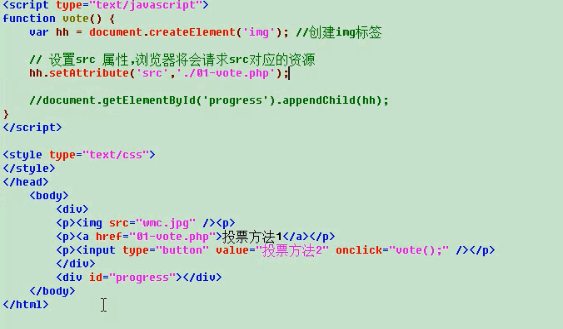 <script type="text/javascript">
function vote() {
    var hh = document.createElement('img'); //创建img标签

    // 设置src 属性,浏览器将会请求src对应的资源
    hh.setAttribute('src','./01-vote.php');

    //document.getElementById('progress').appendChild(hh);
}
</script>

<style type="text/css">
</style>
</head>
    <body>
        <div>
        <p><img src="wmc.jpg" /><p>
        <p><a href="01-vote.php">投票方法1</a></p>
        <p><input type="button" value="投票方法2" onclick="vote();" /></p>
        </div>
        <div id="progress"></div>
    </body>
</html>